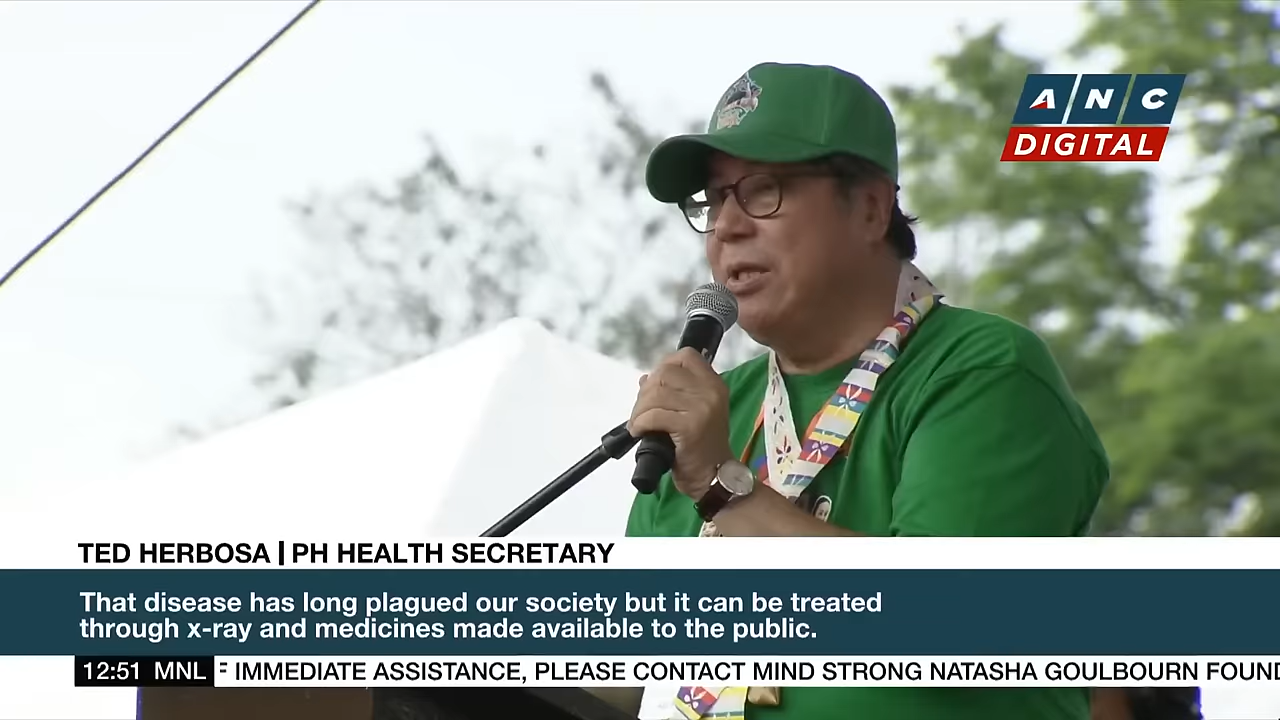 ANC
DIGITAL
TED HERBOSA | PH HEALTH SECRETARY
That disease has long plagued our society but it can be treated
through x-ray and medicines made available to the public.
12:51 MNL IMMEDIATE ASSISTANCE, PLEASE CONTACT MIND STRONG NATASHA GOULBOURN